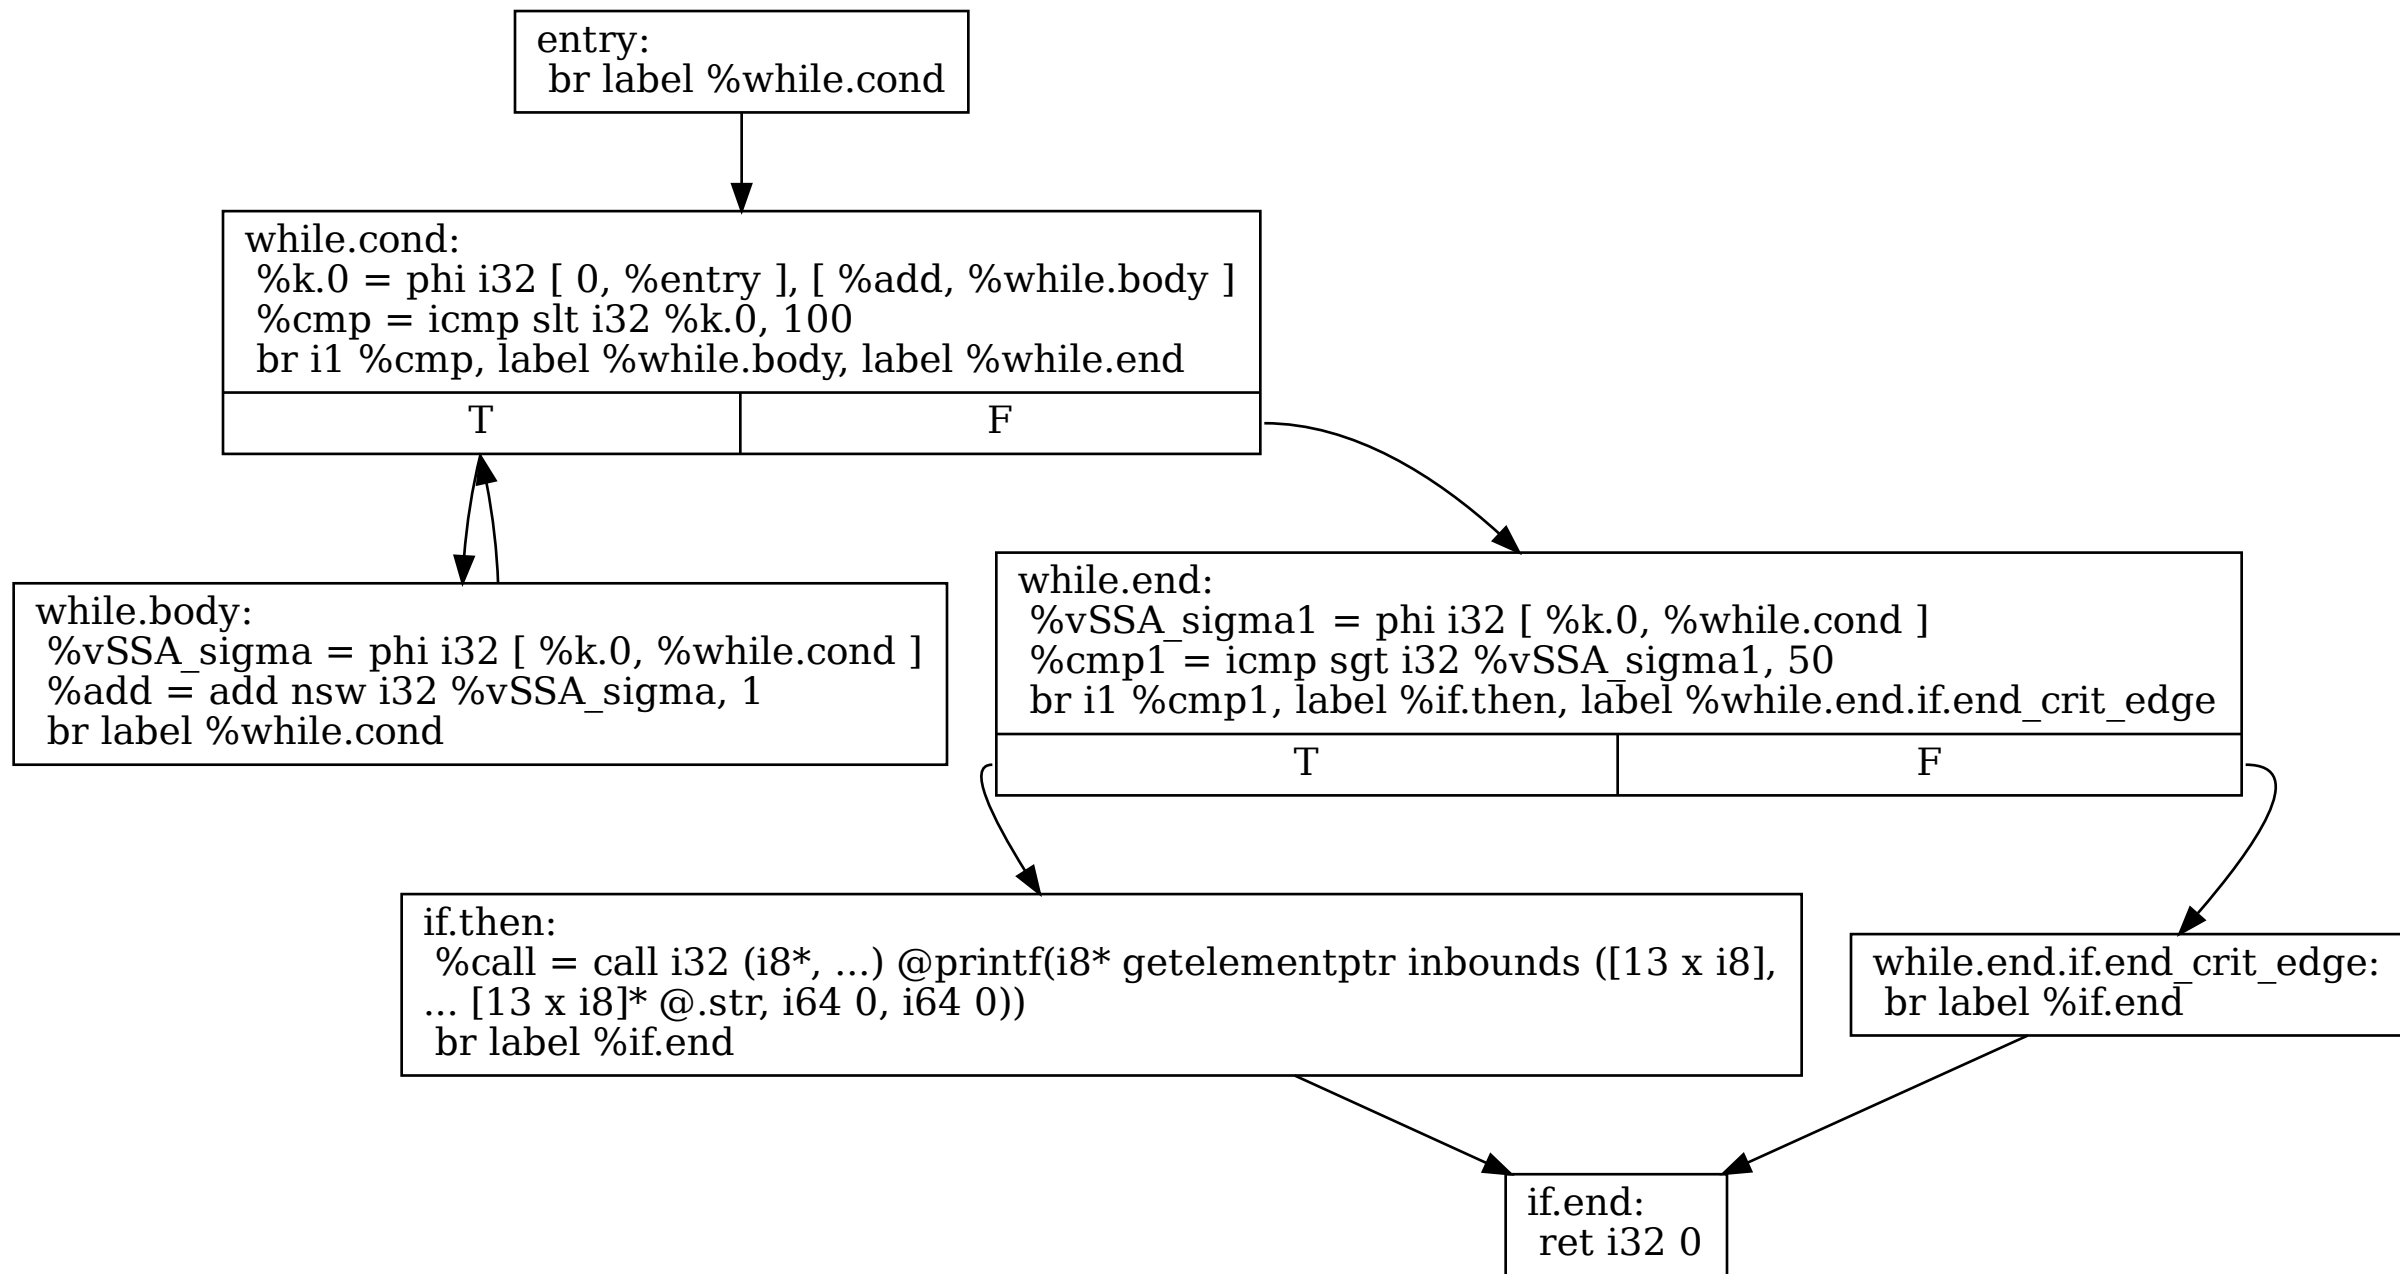 entry:
br label %while.cond
while.cond:
%k.0 = phi i32 [ 0, %entry ], [ %add, %while.body ]
%cmp = icmp slt i32 %k.0, 100
br i1 %cmp, label %while.body, label %while.end
T
F
while.body:
%vSSA_sigma = phi i32 [ %k.0, %while.cond ]
%add = add nsw i32 %vSSA_sigma, 1
br label %while.cond
while.end:
%vSSA_sigma1 = phi i32 [ %k.0, %while.cond ]
%cmp1 = icmp sgt i32 %vSSA_sigma1, 50
br i1 %cmp1, label %if.then, label %while.end.if.end_crit_edge
T
F
if.then:
%call = call i32 (i8*, ...) @printf(i8* getelementptr inbounds ([13 x i8],
... [13 x i8]* @.str, i64 0, i64 0))
br label %if.end
while.end.if.end_crit_edge:
br label %if.end
if.end:
ret i32 0